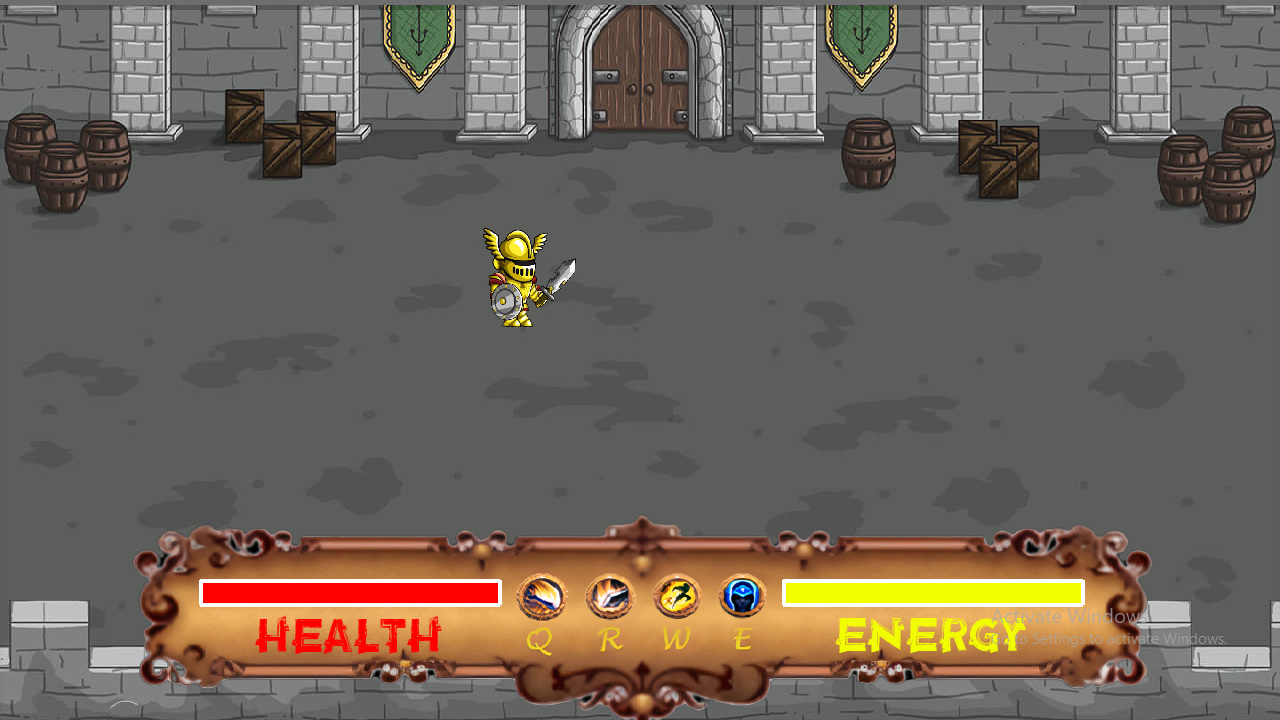 Activate Windows
Go to Settings to activate Windows.
HEALTH
Q R W E
ENERGY